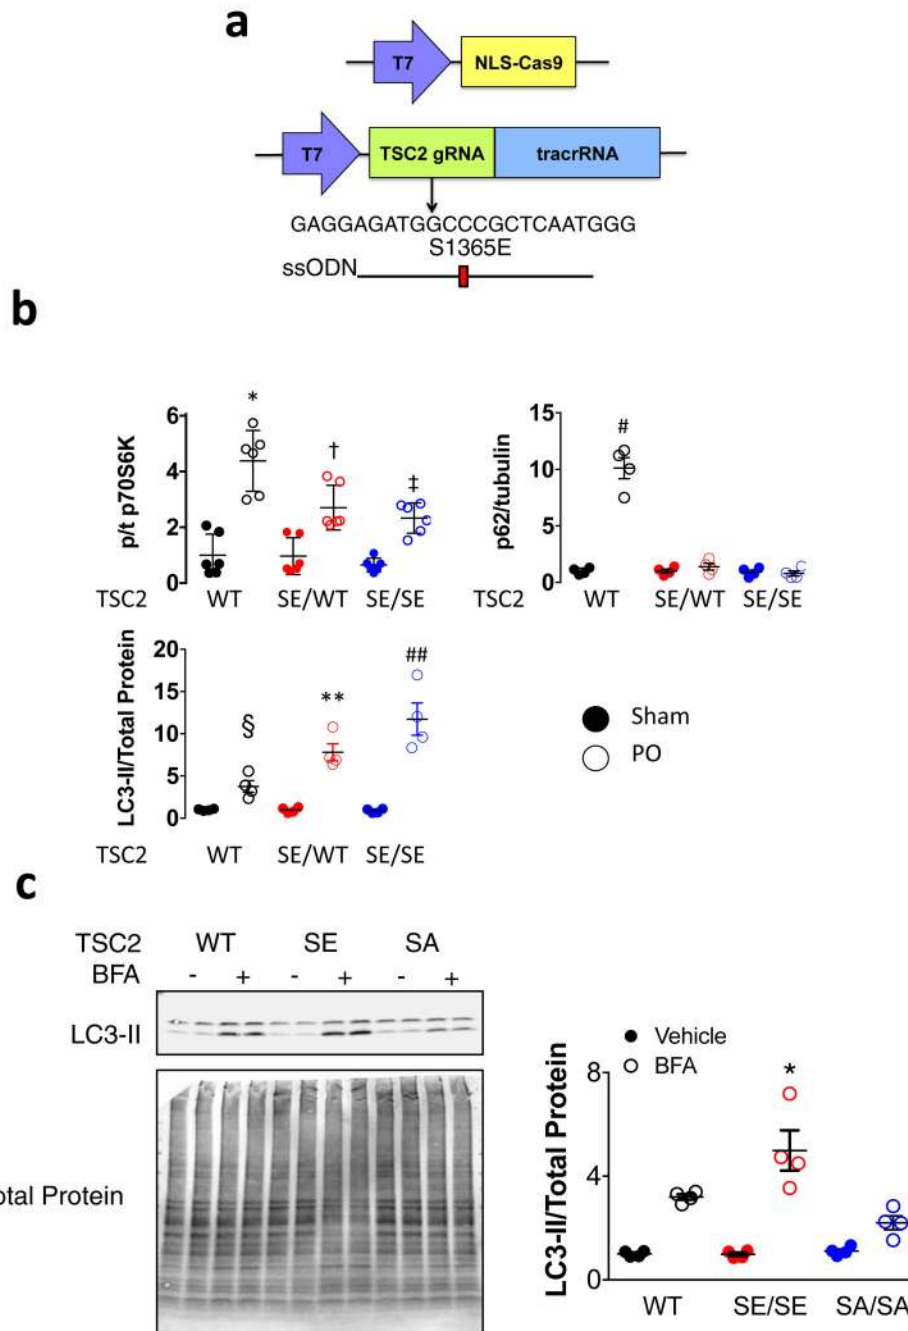 a
T7 NLS-Cas9
T7 TSC2 gRNA tracrRNA
GAGGAGATGGCCCGCTCAATGGG
S1365E
ssODN
b
p/t p70S6K
6
4
2
0
* † ‡
TSC2 WT SE/WT SE/SE
p62/tubulin
15
10
5
0
#
TSC2 WT SE/WT SE/SE
LC3-II/Total Protein
20
15
10
5
0
§ ** ##
TSC2 WT SE/WT SE/SE
Sham
PO
c
TSC2 WT SE SA
BFA - + - + - +
LC3-II
otal Protein
LC3-II/Total Protein
Vehicle
BFA
8
4
0
*
WT SE/SE SA/SA